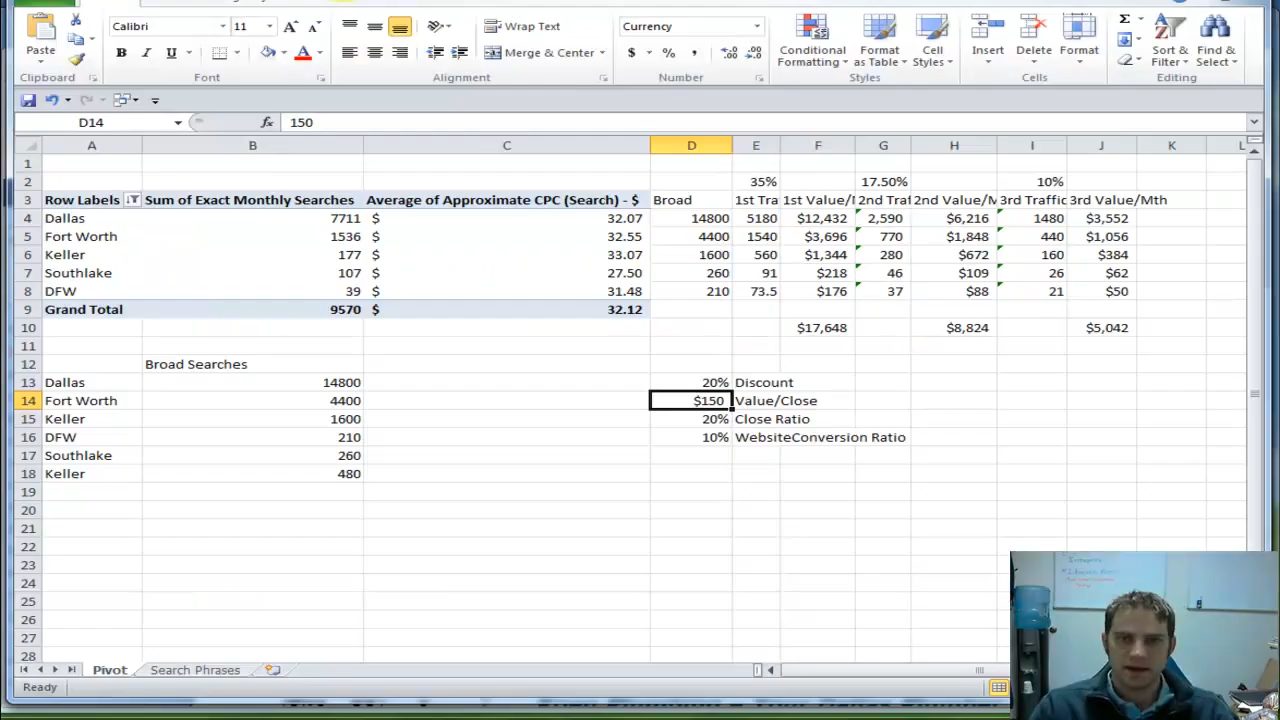 Calibri 11 Wrap Text Currency
Paste B I U Merge & Center $ % , Conditional Formatting Format as Table Cell Styles Insert Delete Format Sort & Filter Find & Select
Clipboard Font Alignment Number Styles Cells Editing
D14 fx 150
A B C D E F G H I J K L
1
2 35% 17.50% 10%
3 Row Labels Sum of Exact Monthly Searches Average of Approximate CPC (Search) - $ Broad 1st Tra 1st Value/I 2nd Traf 2nd Value/M 3rd Traffic 3rd Value/Mth
4 Dallas 7711 $ 32.07 14800 5180 $12,432 2,590 $6,216 1480 $3,552
5 Fort Worth 1536 $ 32.55 4400 1540 $3,696 770 $1,848 440 $1,056
6 Keller 177 $ 33.07 1600 560 $1,344 280 $672 160 $384
7 Southlake 107 $ 27.50 260 91 $218 46 $109 26 $62
8 DFW 39 $ 31.48 210 73.5 $176 37 $88 21 $50
9 Grand Total 9570 $ 32.12
10 $17,648 $8,824 $5,042
11
12 Broad Searches
13 Dallas 14800 20% Discount
14 Fort Worth 4400 $150 Value/Close
15 Keller 1600 20% Close Ratio
16 DFW 210 10% WebsiteConversion Ratio
17 Southlake 260
18 Keller 480
19
20
21
22
23
24
25
26
27
28
Pivot Search Phrases
Ready